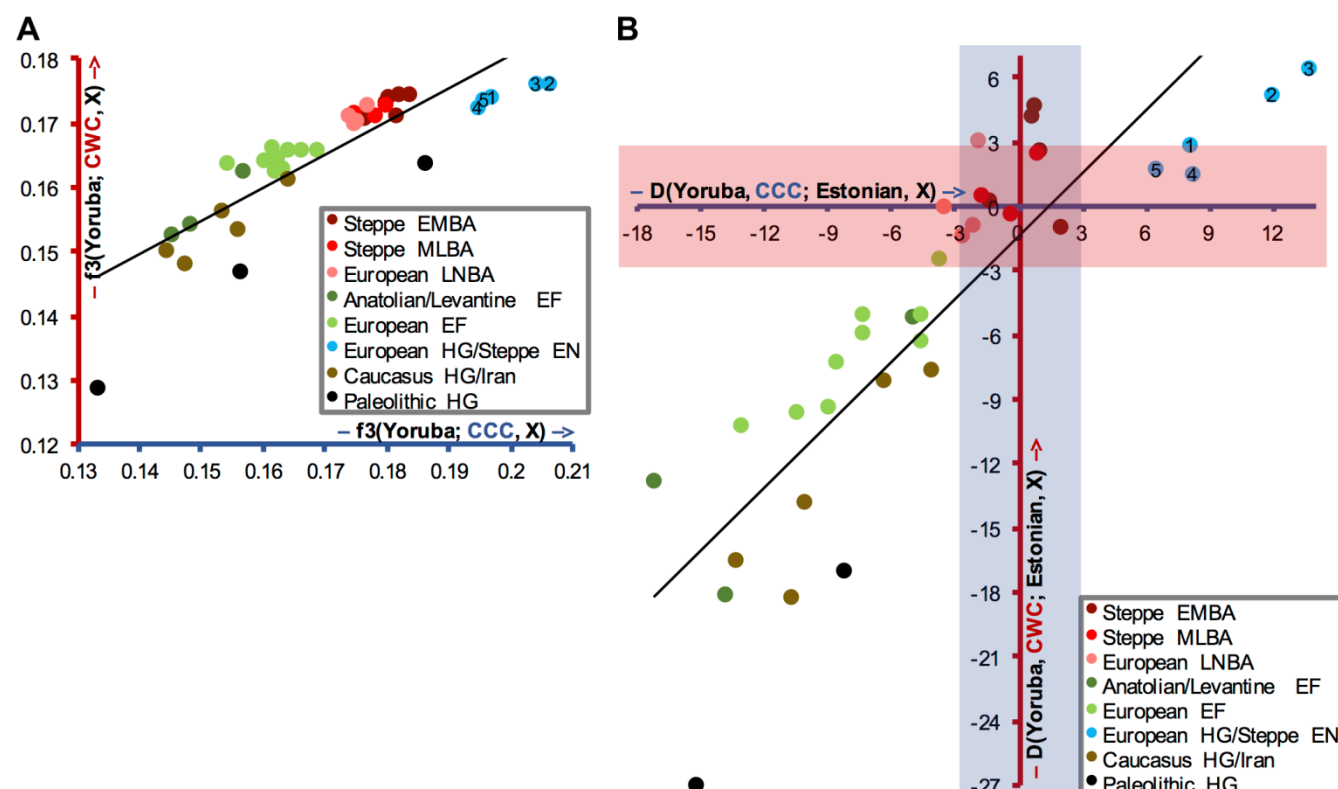 A
0.18
0.17
0.16
0.15
0.14
0.13
0.12
– f3(Yoruba; CWC, X) –>
3 2
5 1
4
Steppe EMBA
Steppe MLBA
European LNBA
Anatolian/Levantine EF
European EF
European HG/Steppe EN
Caucasus HG/Iran
Paleolithic HG
– f3(Yoruba; CCC, X) –>
0.13 0.14 0.15 0.16 0.17 0.18 0.19 0.2 0.21
B
6
3
0
-3
-6
-9
-12
-15
-18
-21
-24
-27
3
2
1
5 4
– D(Yoruba, CCC; Estonian, X) –>
-18 -15 -12 -9 -6 -3 0 3 6 9 12
– D(Yoruba, CWC; Estonian, X) –>
Steppe EMBA
Steppe MLBA
European LNBA
Anatolian/Levantine EF
European EF
European HG/Steppe EN
Caucasus HG/Iran
Paleolithic HG